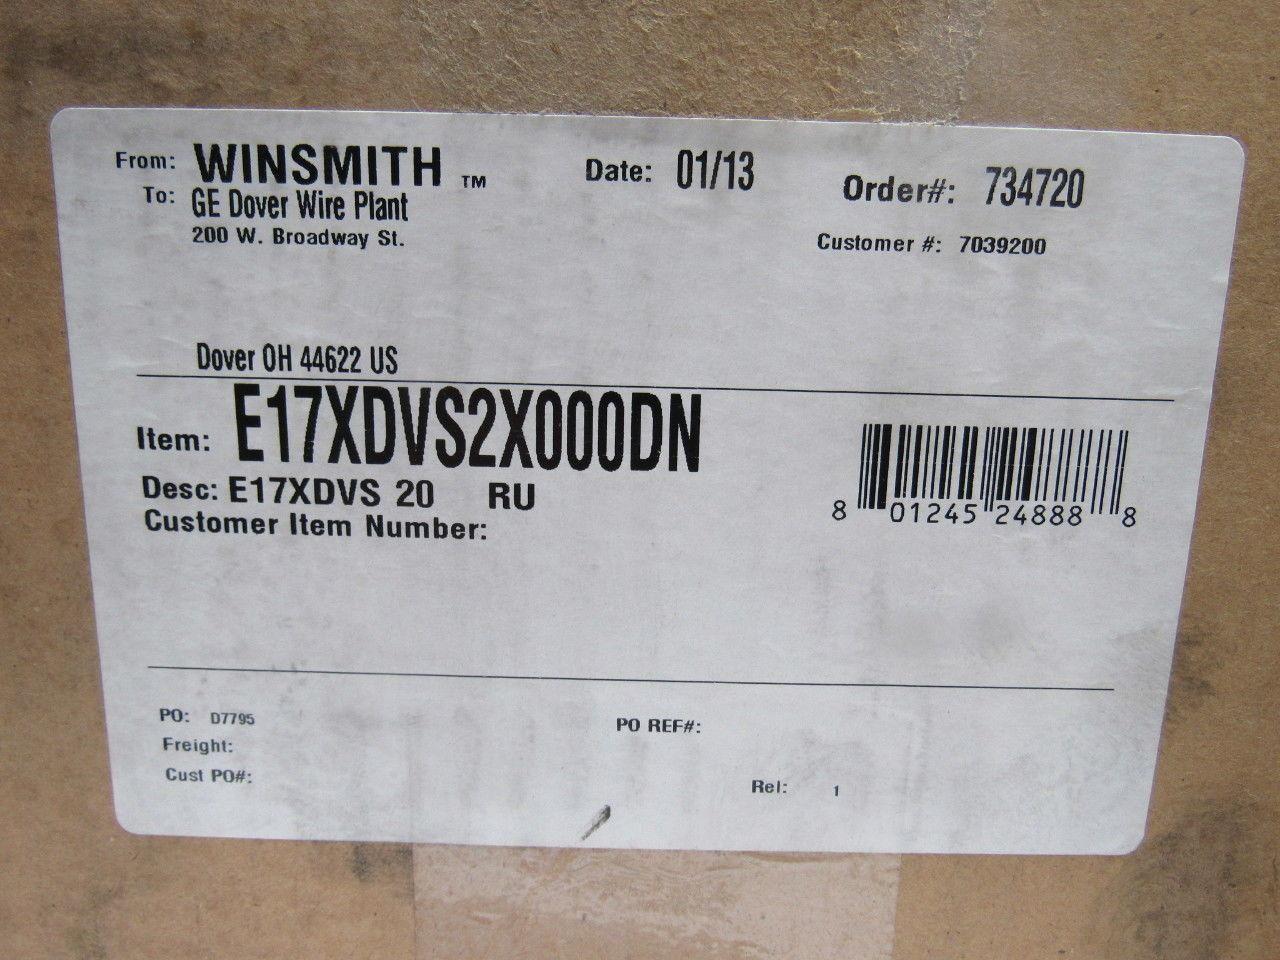 From: WINSMITH ™ Date: 01/13 Order#: 734720
To: GE Dover Wire Plant
200 W. Broadway St. Customer #: 7039200
Dover OH 44622 US
Item: E17XDVS2X000DN
Desc: E17XDVS 20 RU
8 01245 24888 8
Customer Item Number:
PO: D7795 PO REF#:
Freight:
Cust PO#: Rel: 1